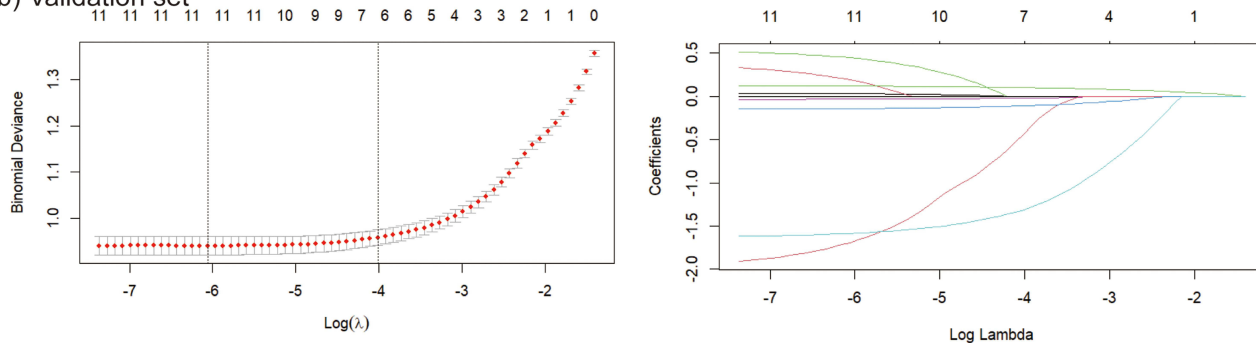 b) Validation set
11 11 11 11 11 11 11 10 9 9 7 6 6 4 3 3 2 1 1 0
Binomial Deviance
1.3
1.2
1.1
1.0
-7 -6 -5 -4 -3 -2
Log(λ)
11 11 10 7 4 1
Coefficients
0.5
0.0
-0.5
-1.0
-1.5
-2.0
-7 -6 -5 -4 -3 -2
Log Lambda